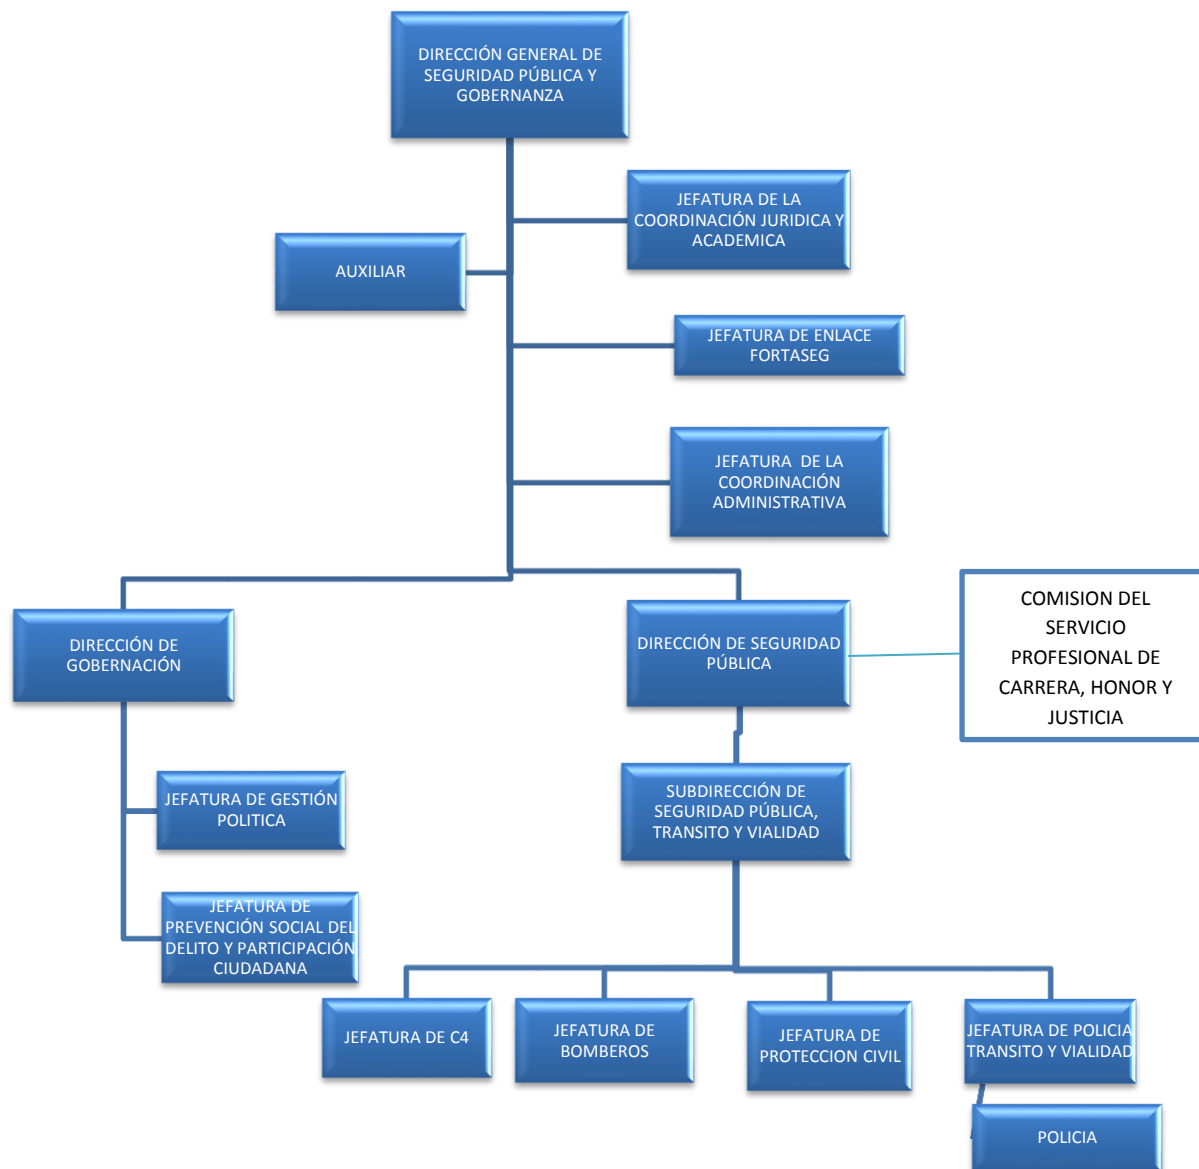 DIRECCIÓN GENERAL DE
SEGURIDAD PÚBLICA Y
GOBERNANZA
JEFATURA DE LA
COORDINACIÓN JURIDICA Y
ACADEMICA
AUXILIAR
JEFATURA DE ENLACE
FORTASEG
JEFATURA DE LA
COORDINACIÓN
ADMINISTRATIVA
DIRECCIÓN DE
GOBERNACIÓN
DIRECCIÓN DE SEGURIDAD
PÚBLICA
COMISION DEL
SERVICIO
PROFESIONAL DE
CARRERA, HONOR Y
JUSTICIA
JEFATURA DE GESTIÓN
POLITICA
SUBDIRECCIÓN DE
SEGURIDAD PÚBLICA,
TRANSITO Y VIALIDAD
JEFATURA DE
PREVENCIÓN SOCIAL DEL
DELITO Y PARTICIPACIÓN
CIUDADANA
JEFATURA DE C4
JEFATURA DE
BOMBEROS
JEFATURA DE
PROTECCION CIVIL
JEFATURA DE POLICIA
TRANSITO Y VIALIDAD
POLICIA